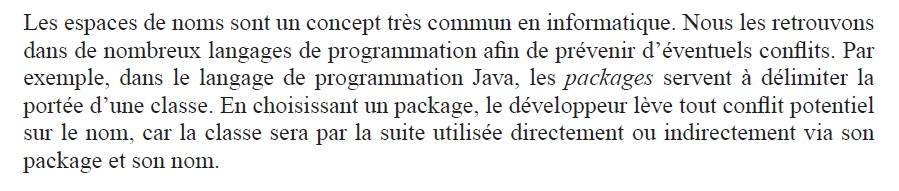 Les espaces de noms sont un concept très commun en informatique. Nous les retrouvons
dans de nombreux langages de programmation afin de prévenir d’éventuels conflits. Par
exemple, dans le langage de programmation Java, les packages servent à délimiter la
portée d’une classe. En choisissant un package, le développeur lève tout conflit potentiel
sur le nom, car la classe sera par la suite utilisée directement ou indirectement via son
package et son nom.